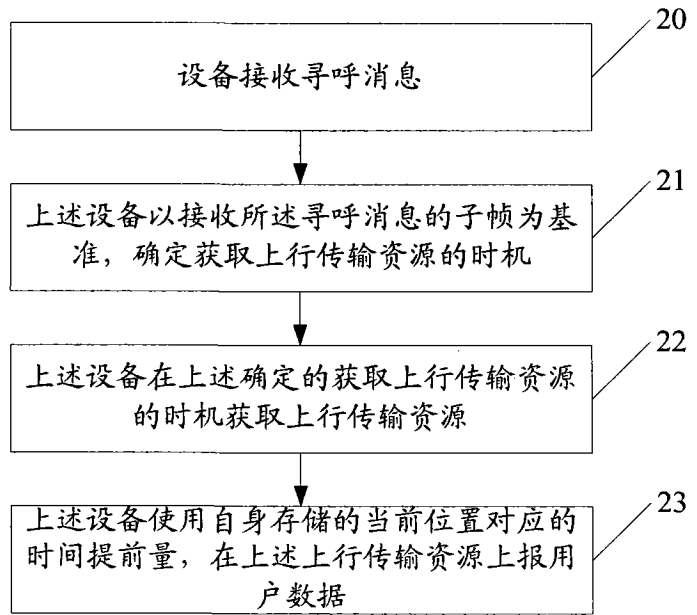 20
设备接收寻呼消息
21
上述设备以接收所述寻呼消息的子帧为基
准，确定获取上行传输资源的时机
22
上述设备在上述确定的获取上行传输资源
的时机获取上行传输资源
23
上述设备使用自身存储的当前位置对应的
时间提前量，在上述上行传输资源上报用
户数据